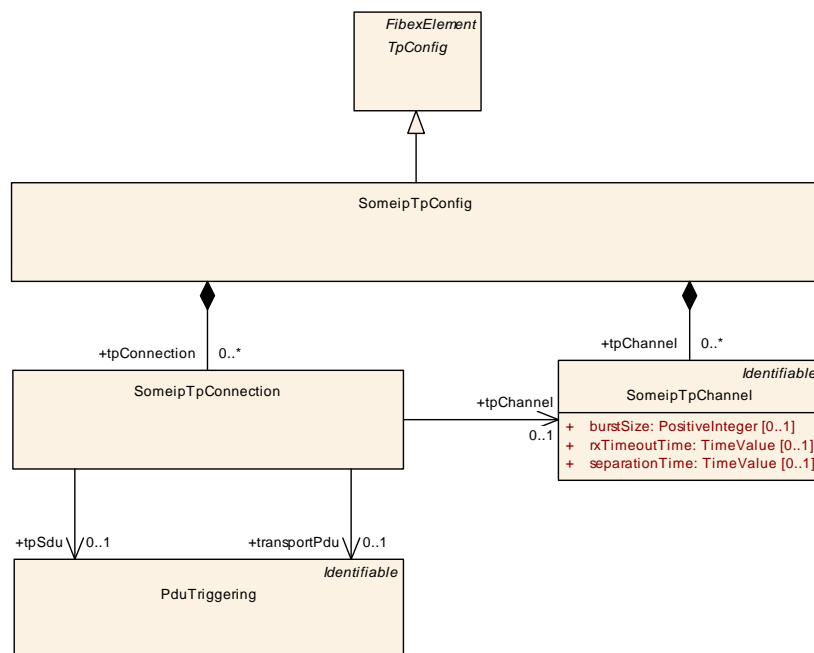 FibexElement
TpConfig
SomeipTpConfig
+tpConnection 0..*
+tpChannel 0..*
SomeipTpConnection
+tpChannel
0..1
Identifiable
SomeipTpChannel
+ burstSize: PositiveInteger [0..1]
+ rxTimeoutTime: TimeValue [0..1]
+ separationTime: TimeValue [0..1]
+tpSdu 0..1
+transportPdu 0..1
Identifiable
PduTriggering